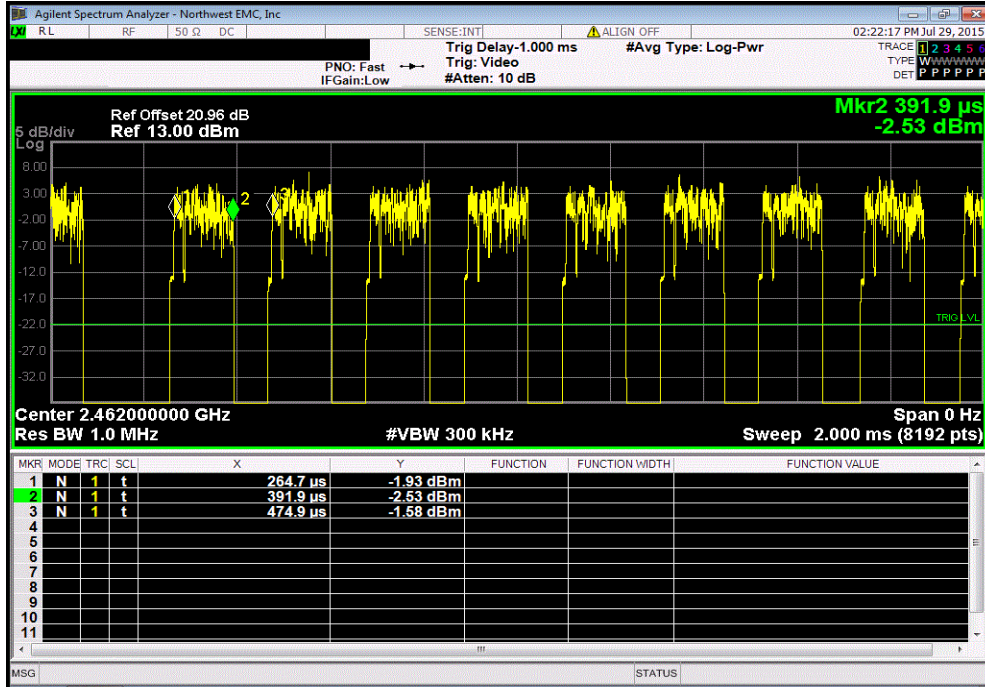 Agilent Spectrum Analyzer - Northwest EMC, Inc
LXI RL RF 50 Ω DC SENSE:INT ALIGN OFF 02:22:17 PM Jul 29, 2015
Trig Delay-1.000 ms #Avg Type: Log-Pwr TRACE 1 2 3 4 5 6
PNO: Fast Trig: Video TYPE WWWWWW
IFGain:Low #Atten: 10 dB DET P P P P P P
Mkr2 391.9 µs
Ref Offset 20.96 dB
5 dB/div Ref 13.00 dBm -2.53 dBm
Log
8.00
3.00
1 2 3
-2.00
-7.00
-12.0
-17.0
-22.0
TRIG LVL
-27.0
-32.0
Center 2.462000000 GHz Span 0 Hz
Res BW 1.0 MHz #VBW 300 kHz Sweep 2.000 ms (8192 pts)
MKR MODE TRC SCL X Y FUNCTION FUNCTION WIDTH FUNCTION VALUE
1 N 1 t 264.7 µs -1.93 dBm
2 N 1 t 391.9 µs -2.53 dBm
3 N 1 t 474.9 µs -1.58 dBm
4
5
6
7
8
9
10
11
MSG STATUS